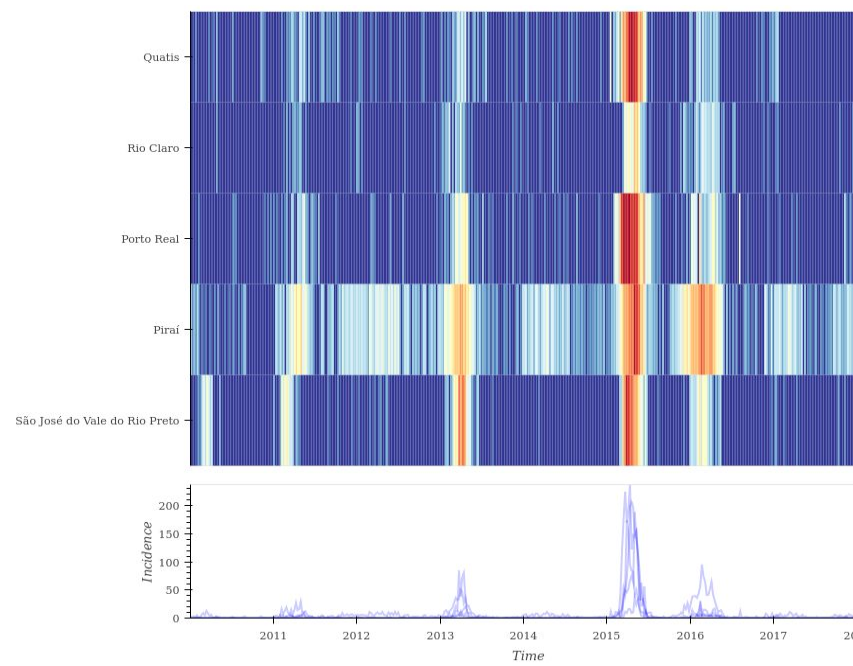 Quatis
Rio Claro
Porto Real
Piraí
São José do Vale do Rio Preto
Incidence
200
150
100
50
0
2011 2012 2013 2014 2015 2016 2017
Time